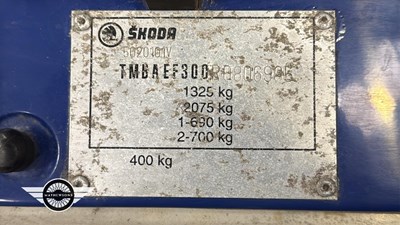 ŠKODA
TMBAEF300
1325 kg
2075 kg
1-690 kg
2-700 kg
400 kg